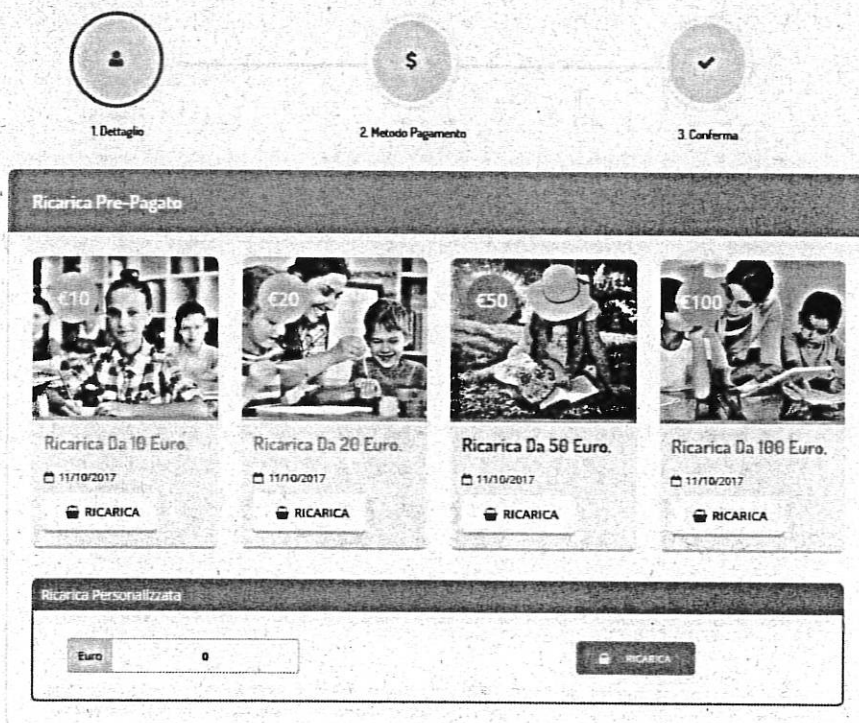 $
1. Dettaglio
2. Metodo Pagamento
3. Conferma
Ricarica Pre-Pagato
€10
€20
€50
€100
Ricarica Da 10 Euro.
Ricarica Da 20 Euro.
Ricarica Da 50 Euro.
Ricarica Da 100 Euro.
11/10/2017
11/10/2017
11/10/2017
11/10/2017
RICARICA
RICARICA
RICARICA
RICARICA
Ricarica Personalizzata
Euro
0
RICARICA